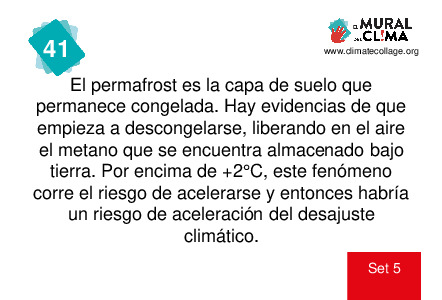 41
EL MURAL
DEL CL!MA
www.climatecollage.org
El permafrost es la capa de suelo que
permanece congelada. Hay evidencias de que
empieza a descongelarse, liberando en el aire
el metano que se encuentra almacenado bajo
tierra. Por encima de +2°C, este fenómeno
corre el riesgo de acelerarse y entonces habría
un riesgo de aceleración del desajuste
climático.
Set 5